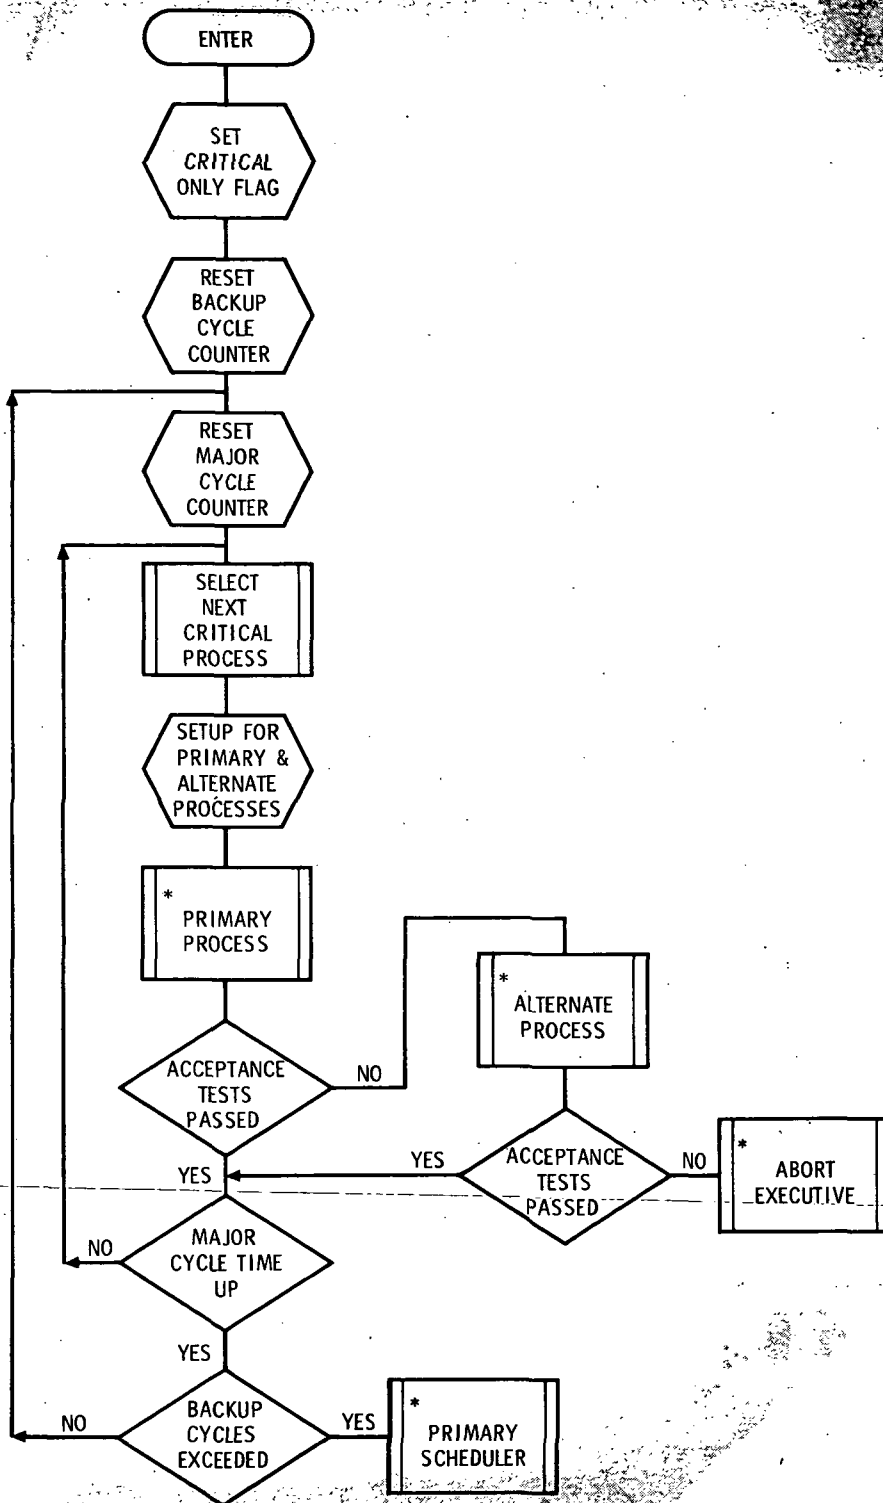 ENTER
SET
CRITICAL
ONLY FLAG
RESET
BACKUP
CYCLE
COUNTER
RESET
MAJOR
CYCLE
COUNTER
SELECT
NEXT
CRITICAL
PROCESS
SETUP FOR
PRIMARY &
ALTERNATE
PROCESSES
*
PRIMARY
PROCESS
*
ALTERNATE
PROCESS
ACCEPTANCE
TESTS
PASSED
NO
YES
YES
ACCEPTANCE
TESTS
PASSED
NO
*
ABORT
EXECUTIVE
MAJOR
CYCLE TIME
UP
NO
YES
BACKUP
CYCLES
EXCEEDED
NO
YES
*
PRIMARY
SCHEDULER